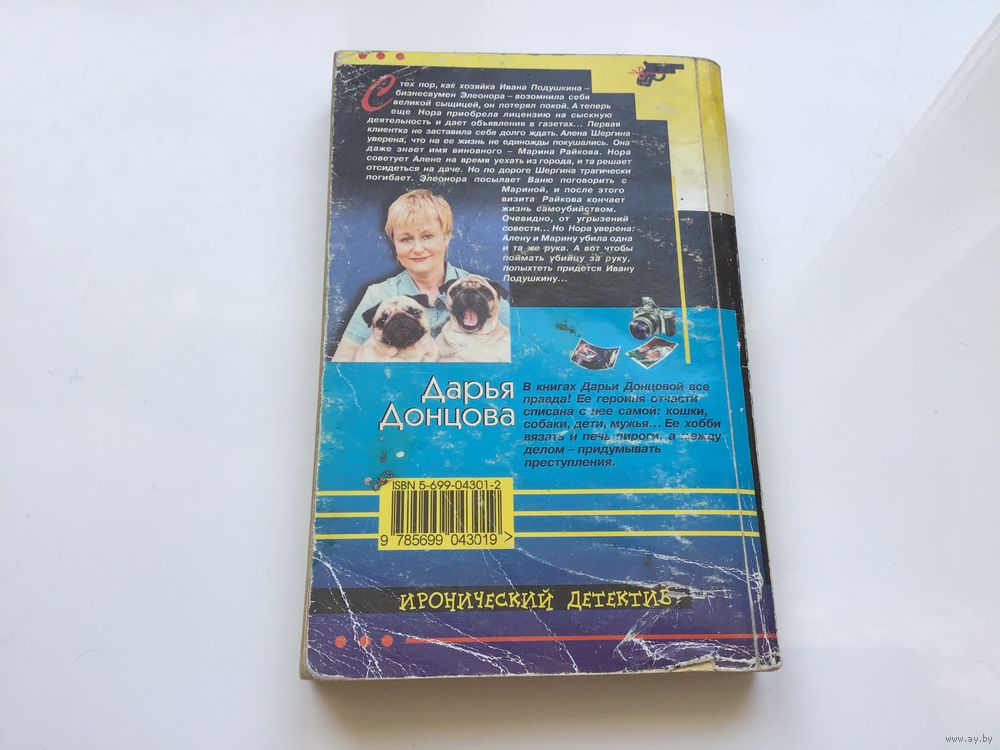 С тех пор, как хозяйка Ивана Подушкина –
бизнесвумен Элеонора – возомнила себя
великой сыщицей, он потерял покой. А теперь
еще Нора приобрела лицензию на сыскную
деятельность и дает объявления в газетах... Первая
клиентка не заставила себя долго ждать. Алена Шергина
уверена, что на ее жизнь не единожды покушались. Она
даже знает имя виновного – Марина Райкова. Нора
советует Алене на время уехать из города, и та решает
отсидеться на даче. Но по дороге Шергина трагически
погибает. Элеонора посылает Ваню поговорить с
Мариной, и после этого
визита Райкова кончает
жизнь самоубийством.
Очевидно, от угрызений
совести... Но Нора уверена:
Алену и Марину убила одна
и та же рука. А вот чтобы
поймать убийцу за руку,
попыхтеть придется Ивану
Подушкину...
Дарья
Донцова
В книгах Дарьи Донцовой все
правда! Ее героиня отчасти
списана с нее самой: кошки,
собаки, дети, мужья... Ее хобби
вязать и печь пироги, а между
делом – придумывать
преступления.
ISBN 5-699-04301-2
9 785699 043019 >
ИРОНИЧЕСКИЙ ДЕТЕКТИВ
www.ay.by